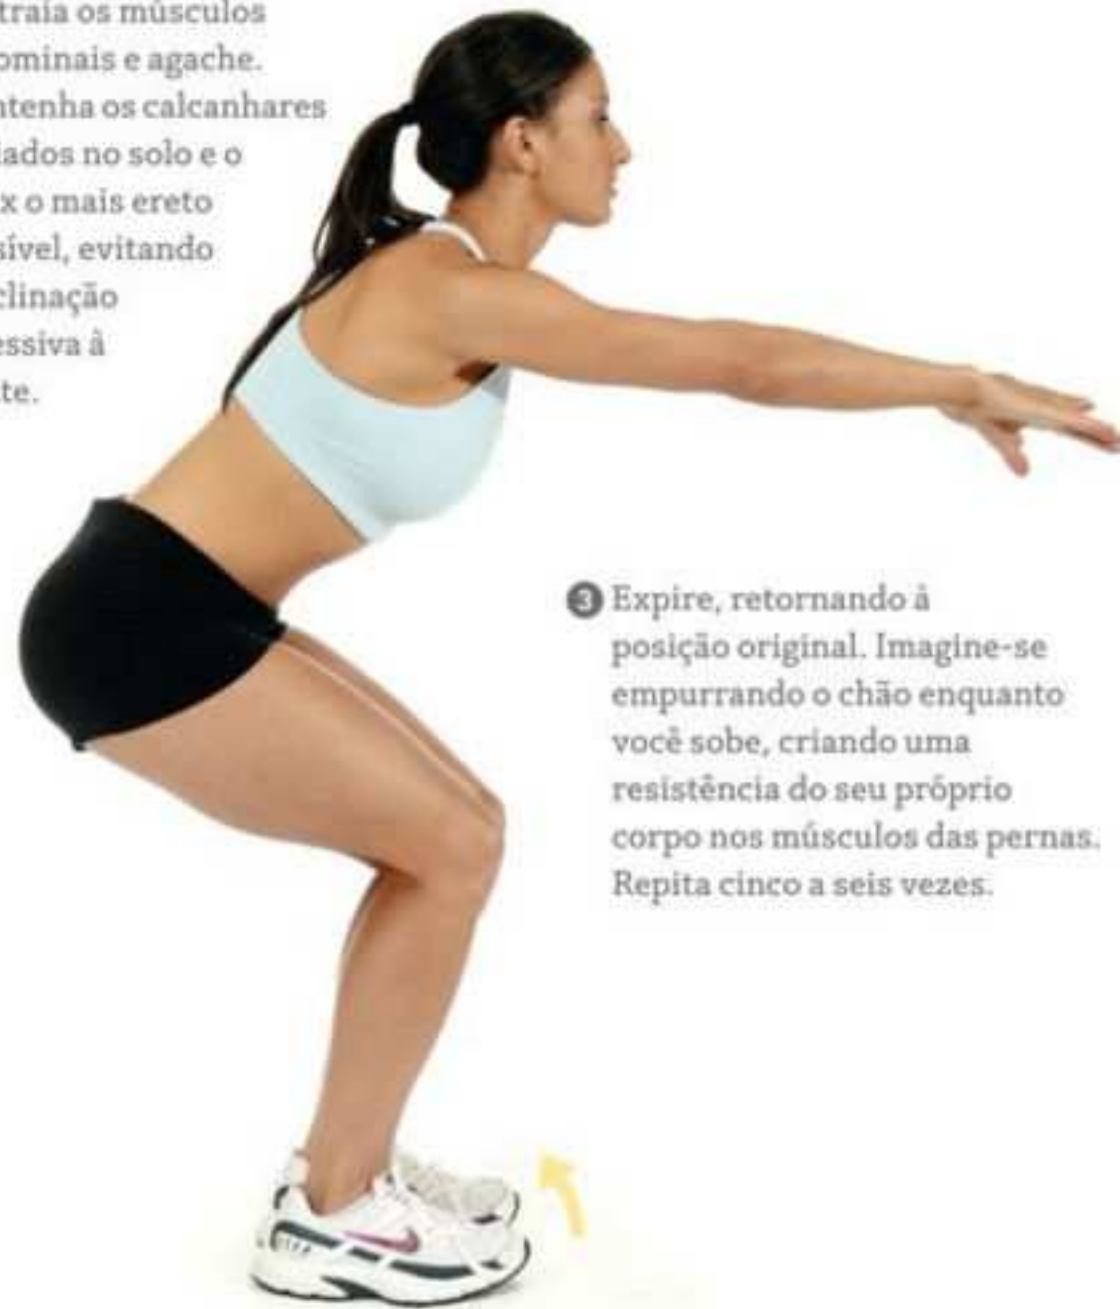 traia os músculos
ominais e agache.
ntenha os calcanhares
lados no solo e o
x o mais ereto
sível, evitando
clinação
essiva à
te.
3 Expire, retornando à
posição original. Imagine-se
empurrando o chão enquanto
você sobe, criando uma
resistência do seu próprio
corpo nos músculos das pernas.
Repita cinco a seis vezes.